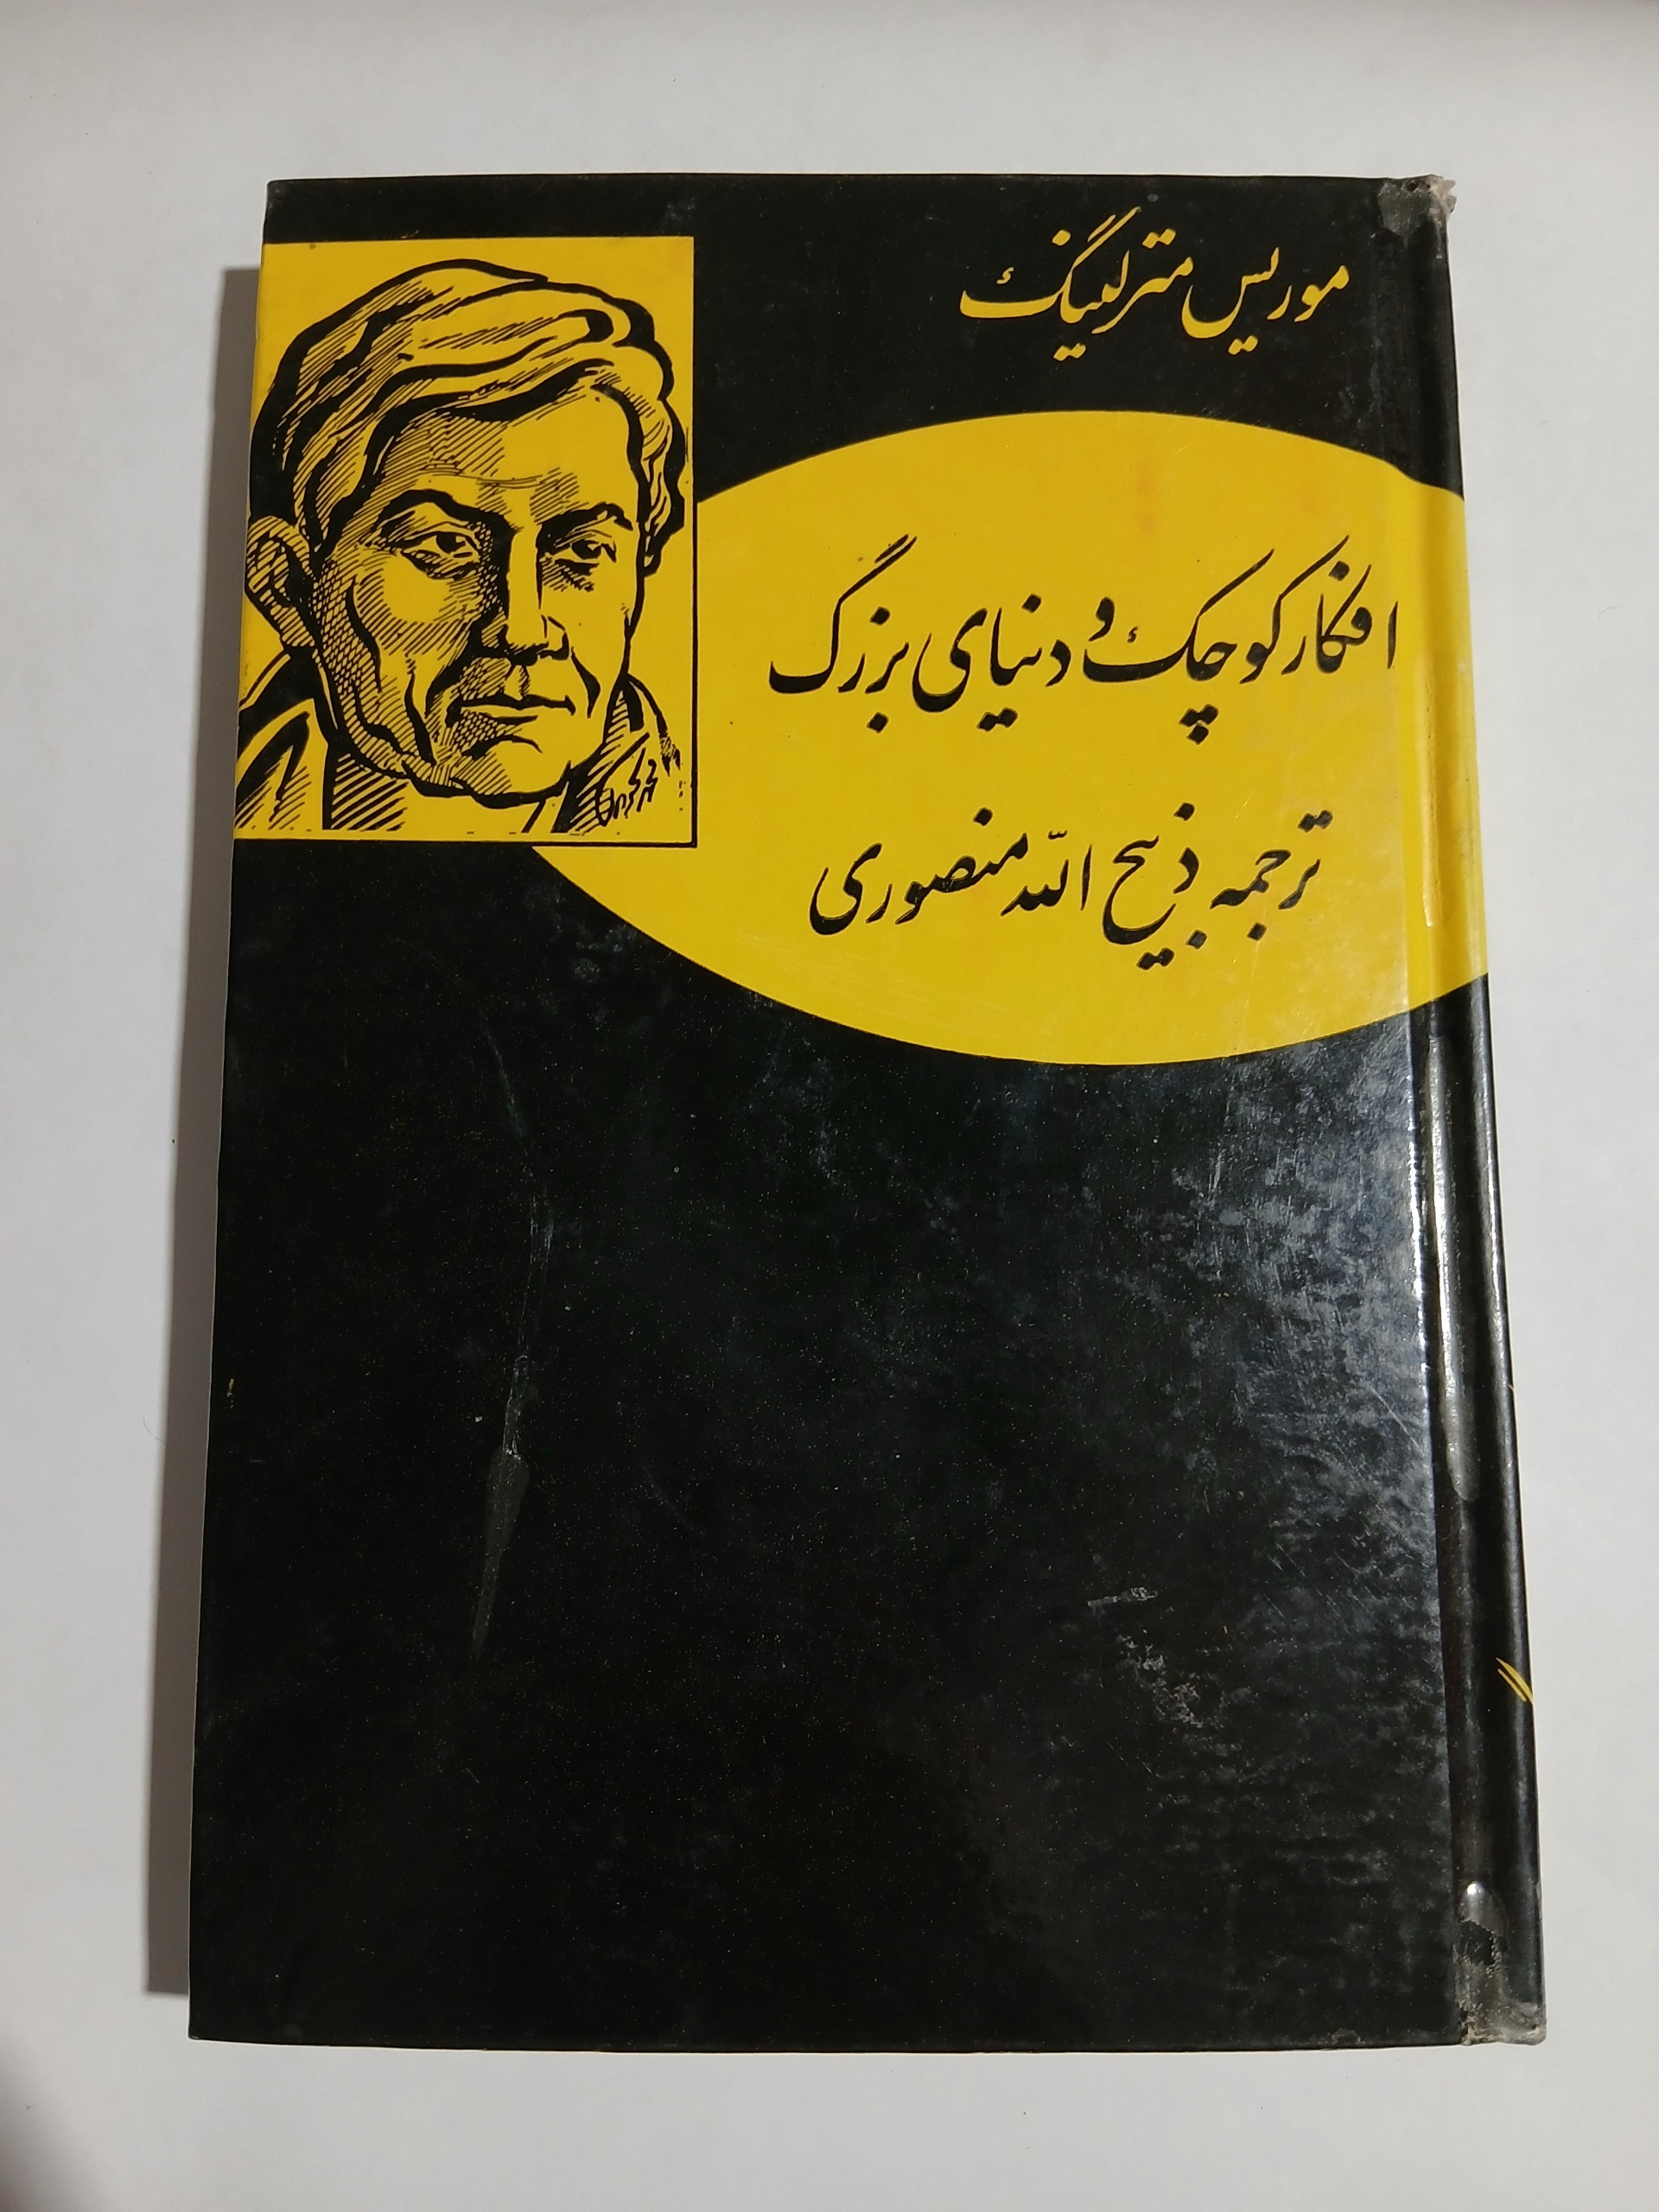 موریس مترلینگ
افکار کوچک و دنیای بزرگ
ترجمه ذبیح الله منصوری